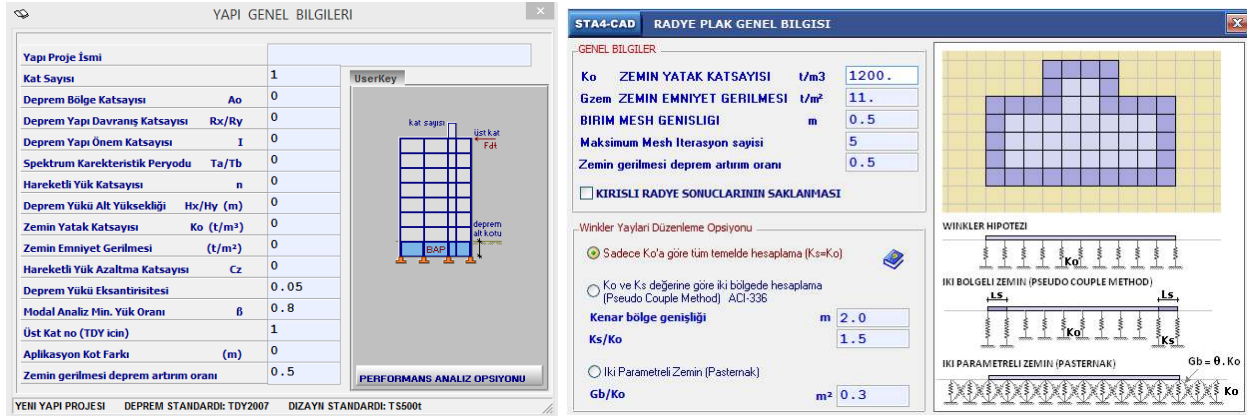 YAPI GENEL BILGILERI
Yapı Proje İsmi
Kat Sayısı 1
Deprem Bölge Katsayısı Ao 0
Deprem Yapı Davranış Katsayısı Rx/Ry 0
Deprem Yapı Önem Katsayısı I 0
Spektrum Karekteristik Peryodu Ta/Tb 0
Hareketli Yük Katsayısı n 0
Deprem Yükü Alt Yüksekliği Hx/Hy (m) 0
Zemin Yatak Katsayısı Ko (t/m³) 0
Zemin Emniyet Gerilmesi (t/m²) 0
Hareketli Yük Azaltma Katsayısı Cz 0
Deprem Yükü Eksantirisitesi 0.05
Modal Analiz Min. Yük Oranı ß 0.8
Üst Kat no (TDY icin) 1
Aplikasyon Kot Farkı (m) 0
Zemin gerilmesi deprem artırım oranı 0.5
UserKey
kat sayısı
üst kat
Fdt
deprem
alt kotu
BAP
PERFORMANS ANALIZ OPSIYONU
YENI YAPI PROJESI DEPREM STANDARDI: TDY2007 DIZAYN STANDARDI: TS500t
STA4-CAD RADYE PLAK GENEL BILGISI
GENEL BILGILER
Ko ZEMIN YATAK KATSAYISI t/m3 1200.
Gzem ZEMIN EMNIYET GERILMESI t/m² 11.
BIRIM MESH GENISLIGI m 0.5
Maksimum Mesh Iterasyon sayisi 5
Zemin gerilmesi deprem artırım oranı 0.5
KIRISLI RADYE SONUCLARININ SAKLANMASI
Winkler Yaylari Düzenleme Opsiyonu
Sadece Ko'a göre tüm temelde hesaplama (Ks=Ko)
Ko ve Ks değerine göre iki bölgede hesaplama
(Pseudo Couple Method) ACI-336
Kenar bölge genişliği m 2.0
Ks/Ko 1.5
Iki Parametreli Zemin (Pasternak)
Gb/Ko m² 0.3
WINKLER HIPOTEZI
Ko
IKI BOLGELI ZEMIN (PSEUDO COUPLE METHOD)
Ls Ls
Ko Ks
IKI PARAMETRELI ZEMIN (PASTERNAK)
Gb = θ.Ko
Ko